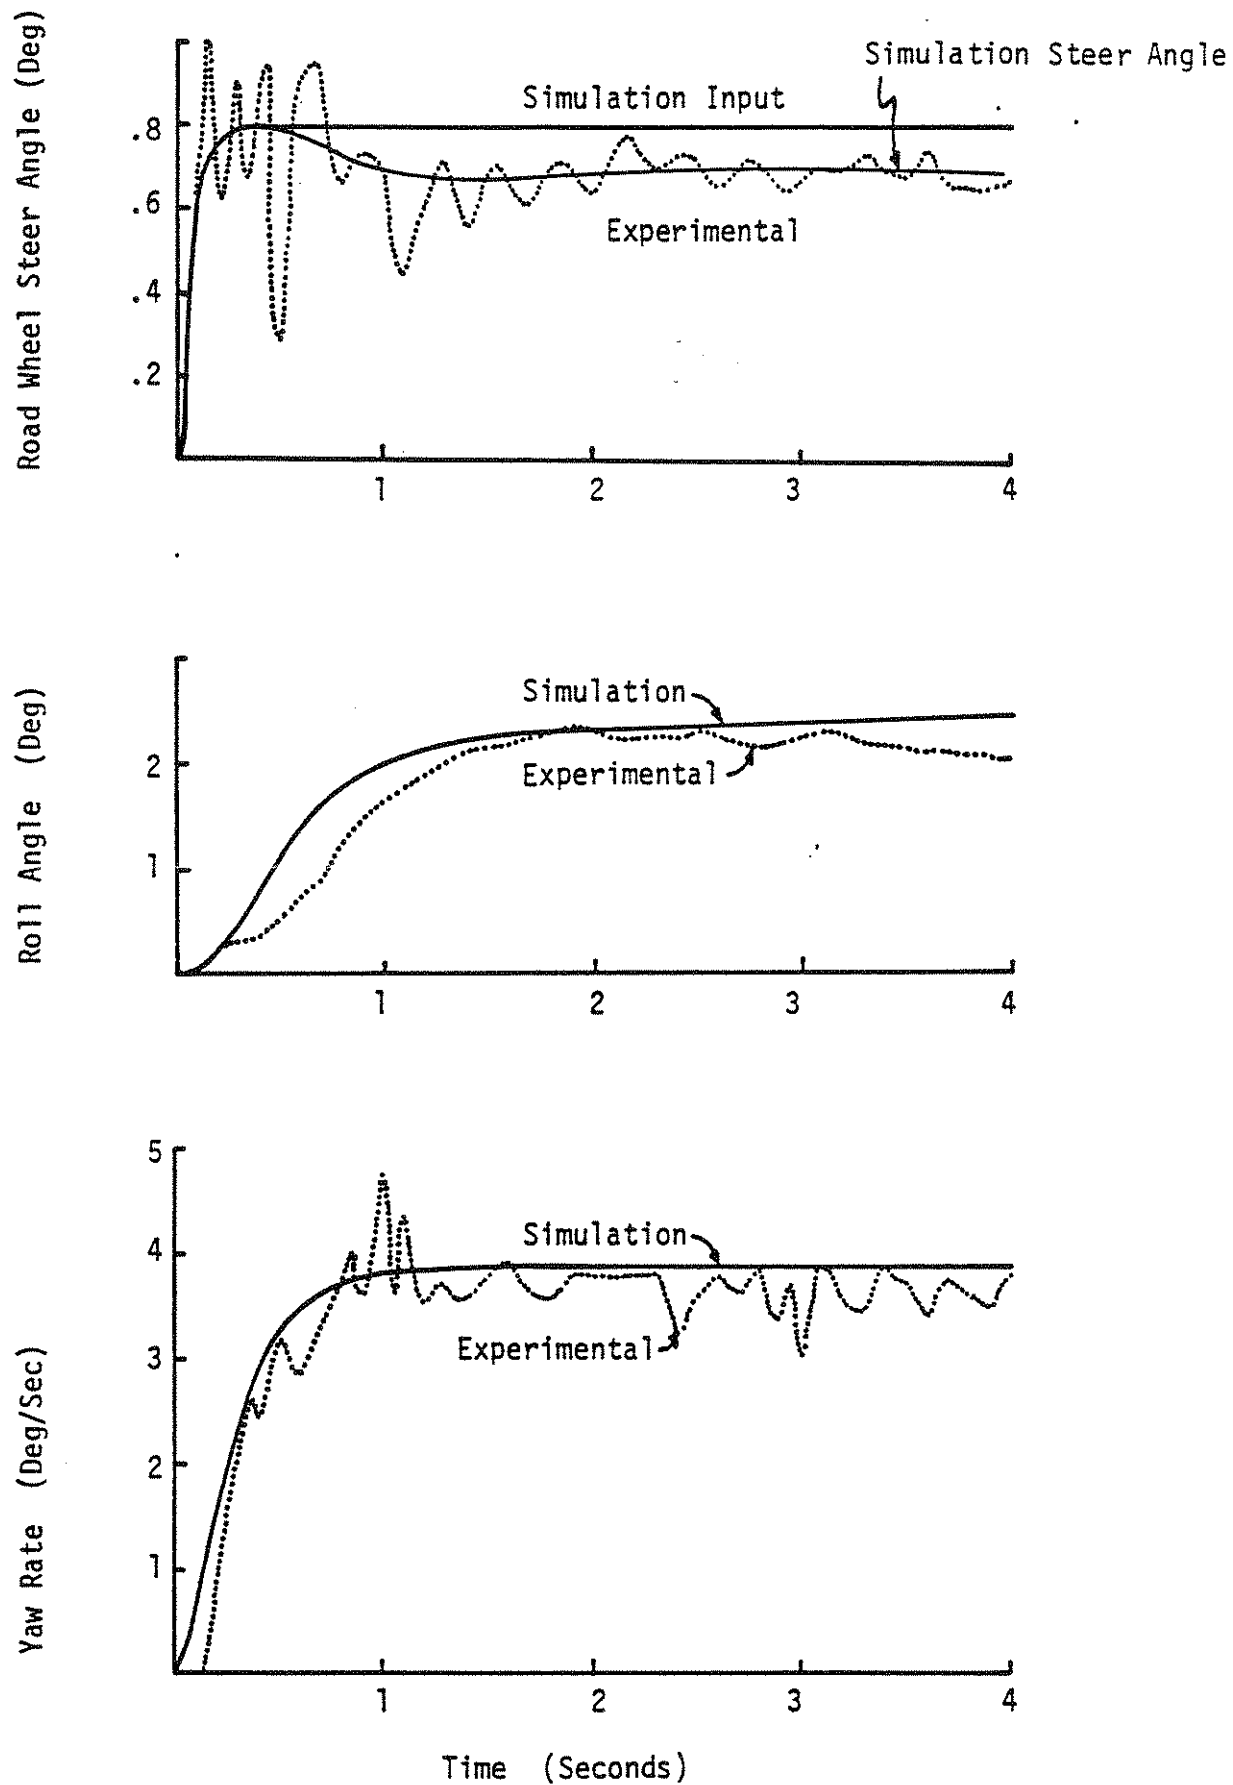 Road Wheel Steer Angle (Deg)
Simulation Steer Angle
Simulation Input
Experimental
.8
.6
.4
.2
1
2
3
4
Roll Angle (Deg)
Simulation
Experimental
2
1
1
2
3
4
Yaw Rate (Deg/Sec)
5
4
3
2
1
Simulation
Experimental
1
2
3
4
Time (Seconds)